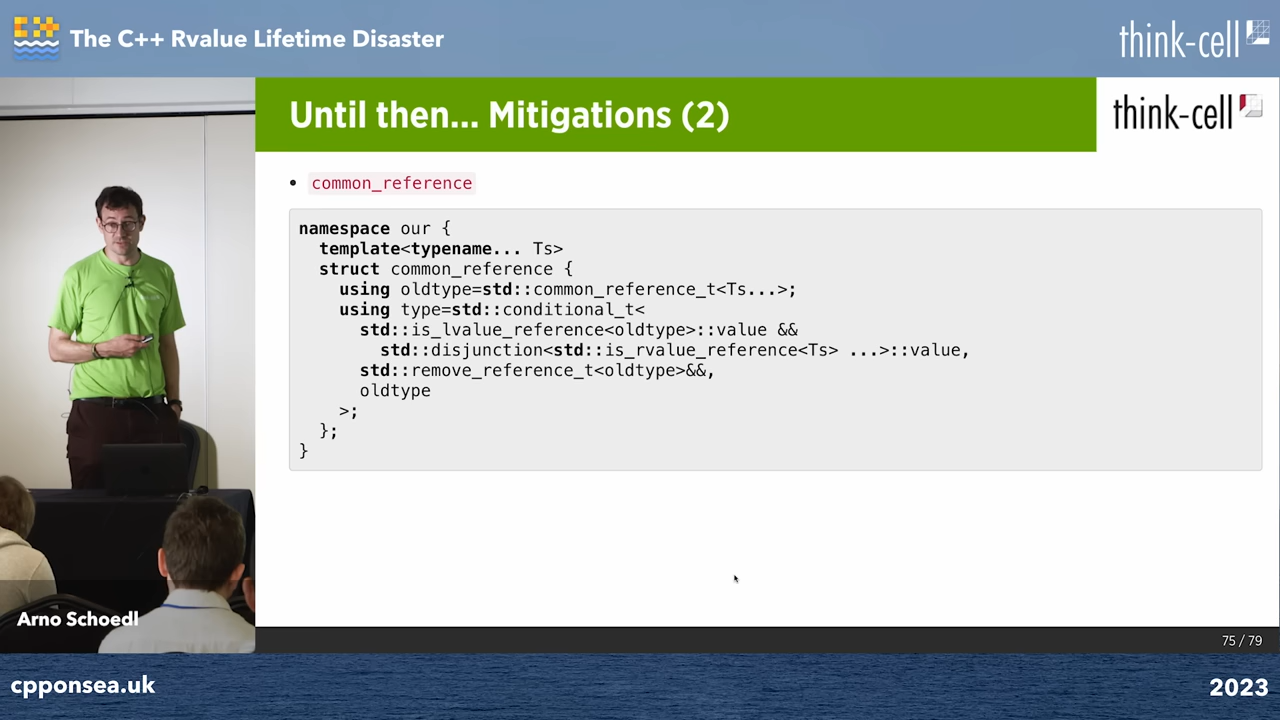 The C++ Rvalue Lifetime Disaster
think-cell
Until then... Mitigations (2)
think-cell
• common_reference
namespace our {
  template<typename... Ts>
  struct common_reference {
    using oldtype=std::common_reference_t<Ts...>;
    using type=std::conditional_t<
      std::is_lvalue_reference<oldtype>::value &&
        std::disjunction<std::is_rvalue_reference<Ts> ...>::value,
      std::remove_reference_t<oldtype>&&,
      oldtype
    >;
  };
}
Arno Schoedl
75 / 79
cpponsea.uk
2023